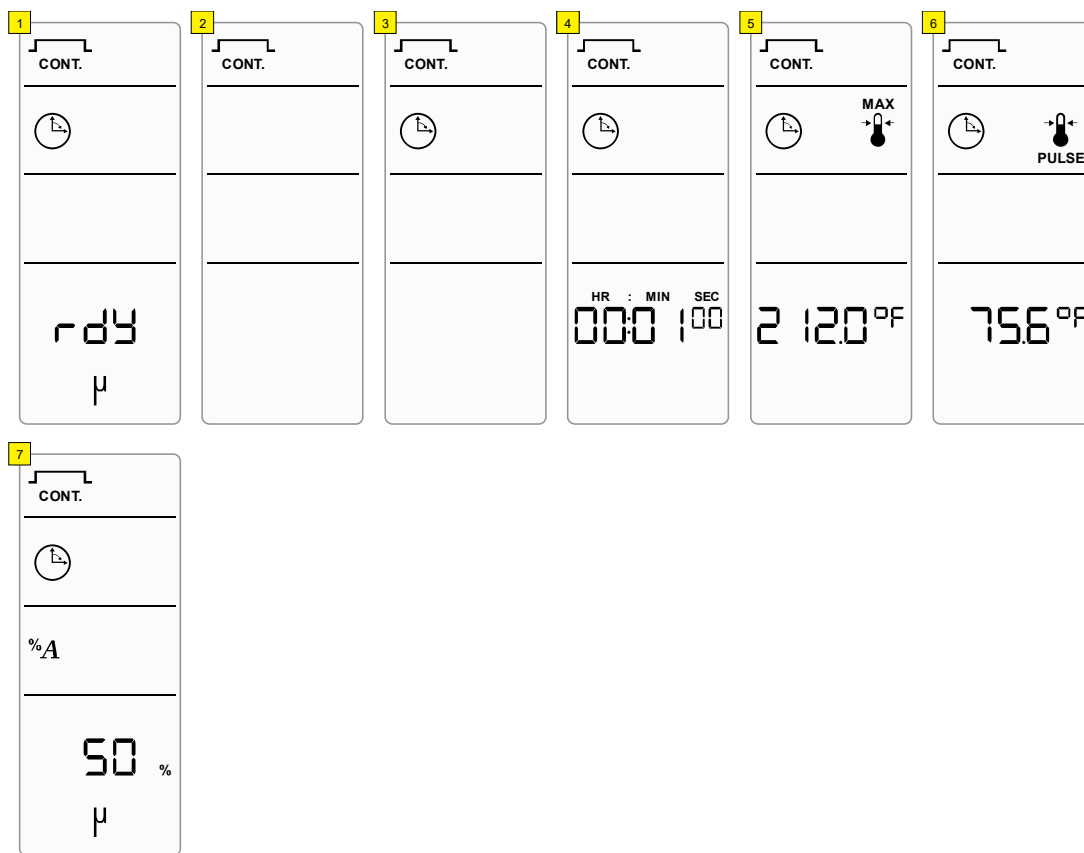 1
CONT.
rdY
μ
2
CONT.
3
CONT.
4
CONT.
HR : MIN SEC
00:01 00
5
CONT.
MAX
212.0°F
6
CONT.
PULSE
75.6°F
7
CONT.
%A
50 %
μ